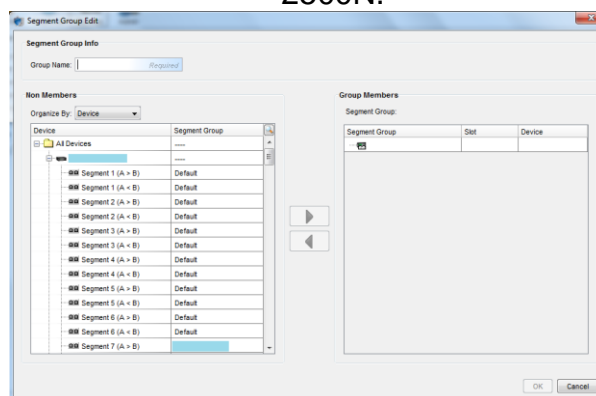 2500N.
Segment Group Edit
Segment Group Info
Group Name: Required
Non Members
Organize By: Device
Device Segment Group
All Devices ----
----
Segment 1 (A > B) Default
Segment 1 (A < B) Default
Segment 2 (A > B) Default
Segment 2 (A < B) Default
Segment 3 (A > B) Default
Segment 3 (A < B) Default
Segment 4 (A > B) Default
Segment 4 (A < B) Default
Segment 5 (A > B) Default
Segment 5 (A < B) Default
Segment 6 (A > B) Default
Segment 6 (A < B) Default
Segment 7 (A > B)
Group Members
Segment Group:
Segment Group Slot Device
OK Cancel